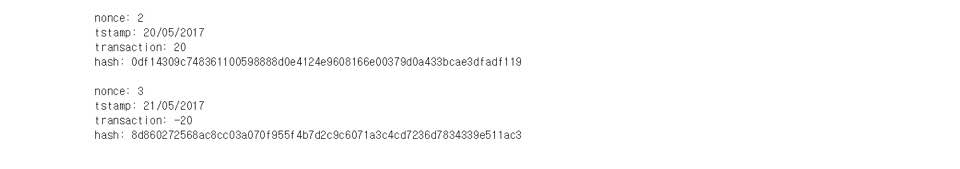 nonce: 2
tstamp: 20/05/2017
transaction: 20
hash: 0df14309c748361100598888d0e4124e9608166e00379d0a433bcae3dfadf119
nonce: 3
tstamp: 21/05/2017
transaction: -20
hash: 8d860272568ac8cc03a070f955f4b7d2c9c6071a3c4cd7236d7834339e511ac3